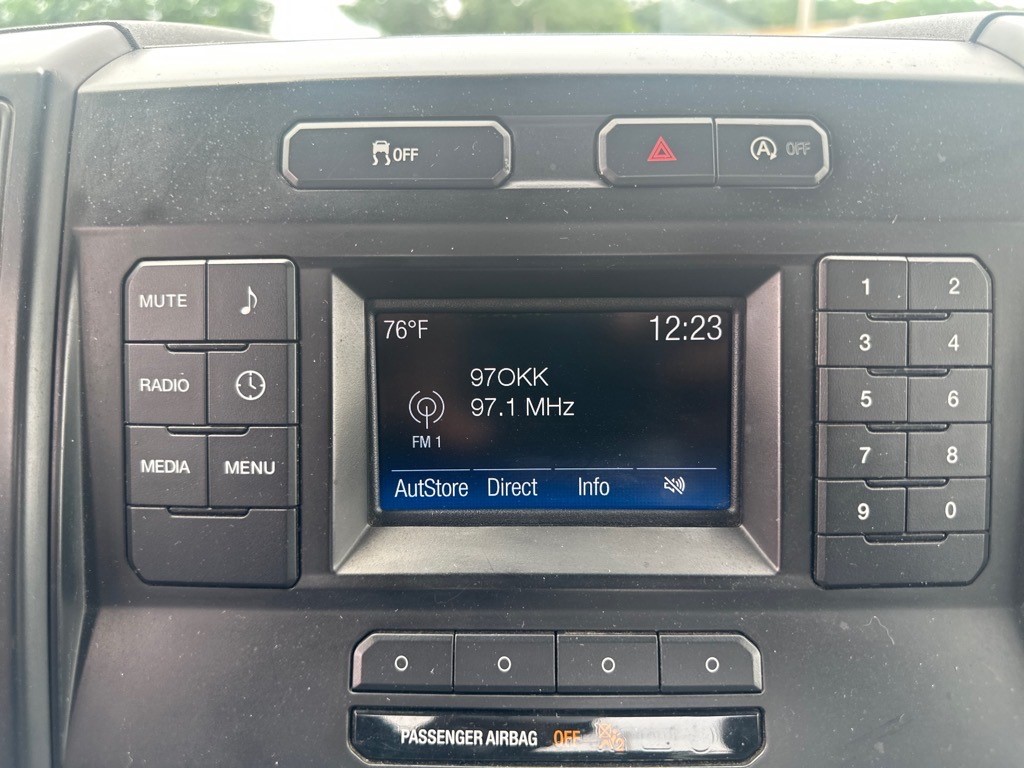 OFF
A OFF
MUTE
RADIO
MEDIA MENU
76°F 12:23
97OKK
97.1 MHz
FM 1
AutStore Direct Info
1 2
3 4
5 6
7 8
9 0
PASSENGER AIRBAG OFF